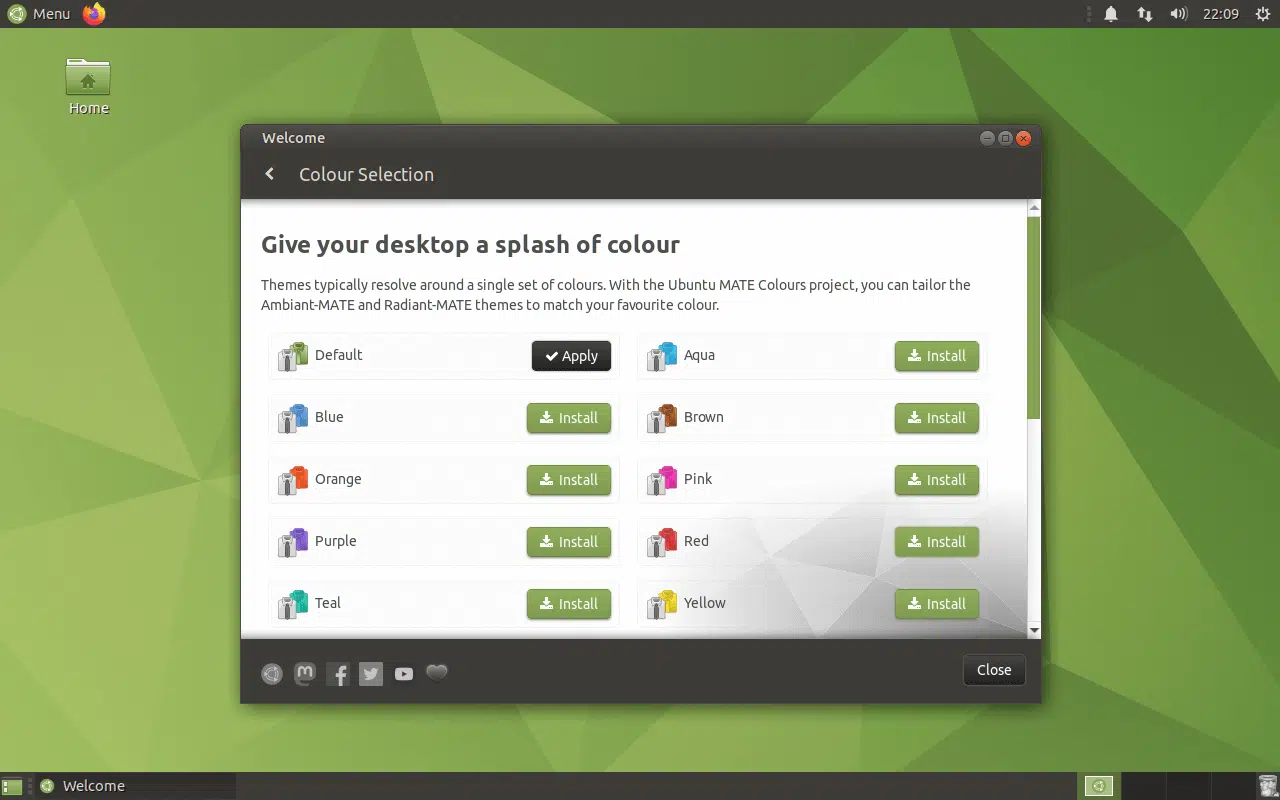 Menu
22:09
Home
Welcome
Colour Selection
Give your desktop a splash of colour
Themes typically resolve around a single set of colours. With the Ubuntu MATE Colours project, you can tailor the
Ambiant-MATE and Radiant-MATE themes to match your favourite colour.
Default Apply Aqua Install
Blue Install Brown Install
Orange Install Pink Install
Purple Install Red Install
Teal Install Yellow Install
Close
Welcome